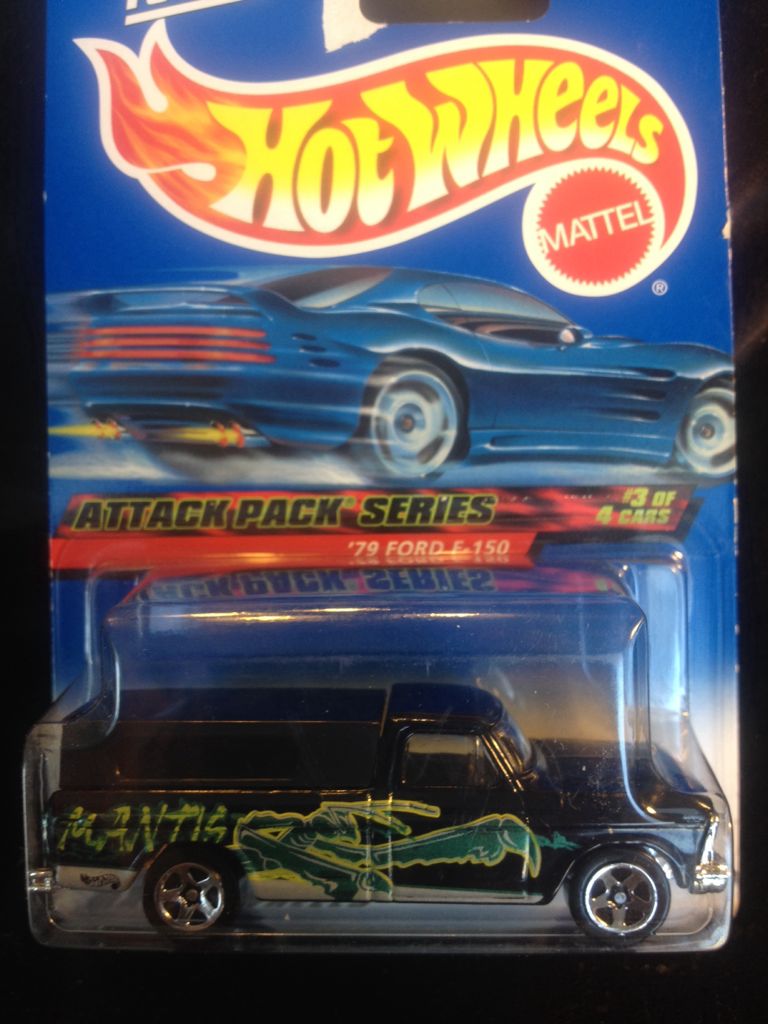 HOT WHEELS
MATTEL
®
ATTACK PACK® SERIES
#3 OF
4 CARS
'79 FORD F-150
MANTIS